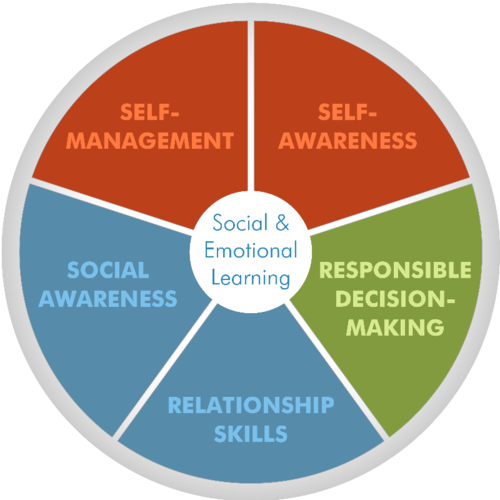 SELF-
MANAGEMENT
SELF-
AWARENESS
Social &
Emotional
Learning
SOCIAL
AWARENESS
RESPONSIBLE
DECISION-
MAKING
RELATIONSHIP
SKILLS